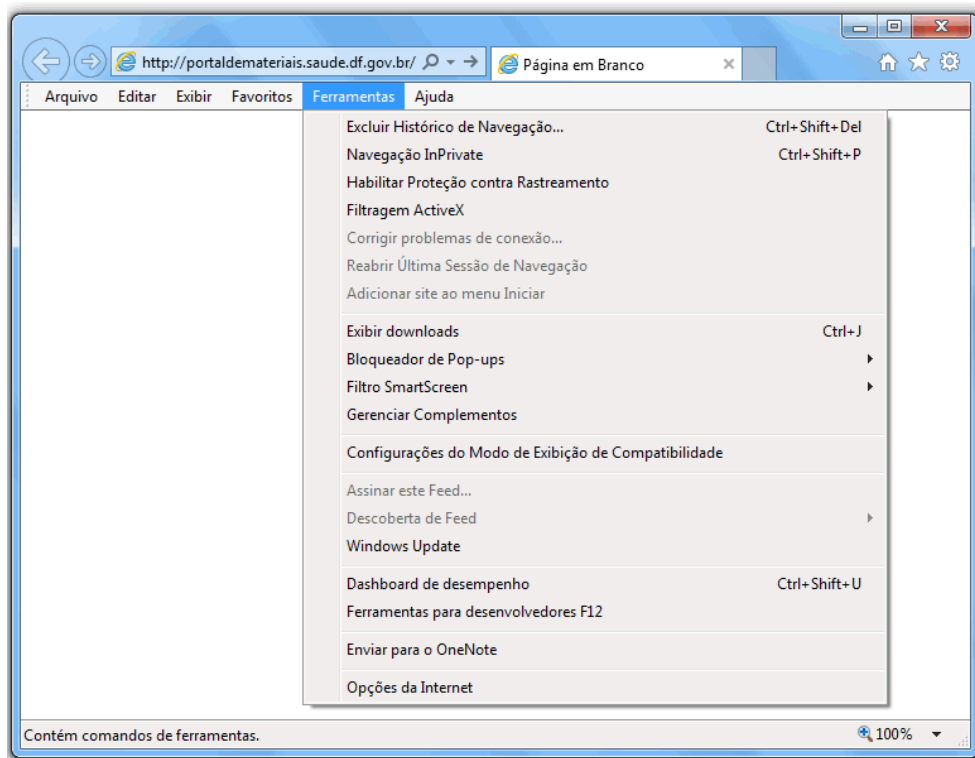 http://portaldemateriais.saude.df.gov.br/
Página em Branco
Arquivo Editar Exibir Favoritos Ferramentas Ajuda
Excluir Histórico de Navegação... Ctrl+Shift+Del
Navegação InPrivate Ctrl+Shift+P
Habilitar Proteção contra Rastreamento
Filtragem ActiveX
Corrigir problemas de conexão...
Reabrir Última Sessão de Navegação
Adicionar site ao menu Iniciar
Exibir downloads Ctrl+J
Bloqueador de Pop-ups
Filtro SmartScreen
Gerenciar Complementos
Configurações do Modo de Exibição de Compatibilidade
Assinar este Feed...
Descoberta de Feed
Windows Update
Dashboard de desempenho Ctrl+Shift+U
Ferramentas para desenvolvedores F12
Enviar para o OneNote
Opções da Internet
Contém comandos de ferramentas. 100%